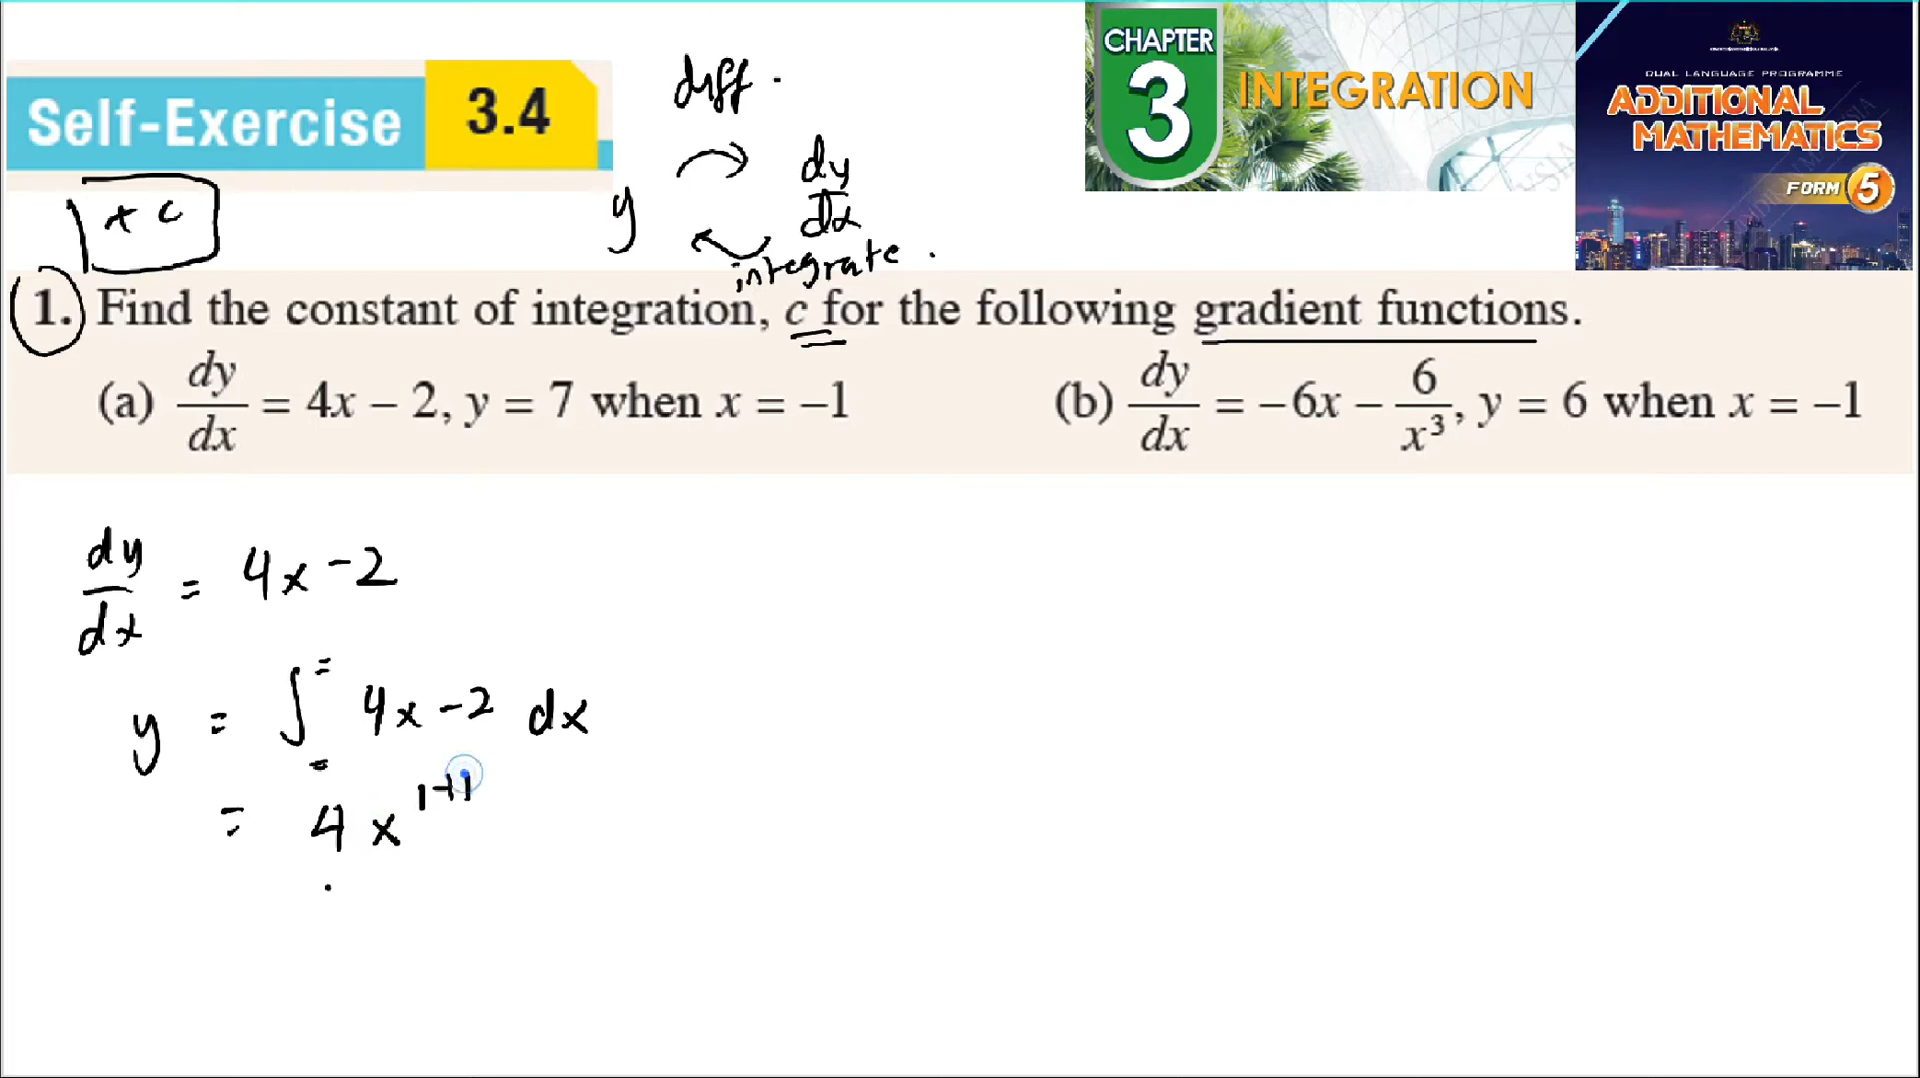 CHAPTER
3
INTEGRATION
DUAL LANGUAGE PROGRAMME
ADDITIONAL
MATHEMATICS
FORM 5
Self-Exercise 3.4
diff.
y
dy
dx
integrate.
+ c
1. Find the constant of integration, c for the following gradient functions.
(a) dy/dx = 4x – 2, y = 7 when x = –1
(b) dy/dx = –6x – 6/x³, y = 6 when x = –1
dy/dx = 4x - 2
y = ∫ 4x - 2 dx
= 4x^(1+1)